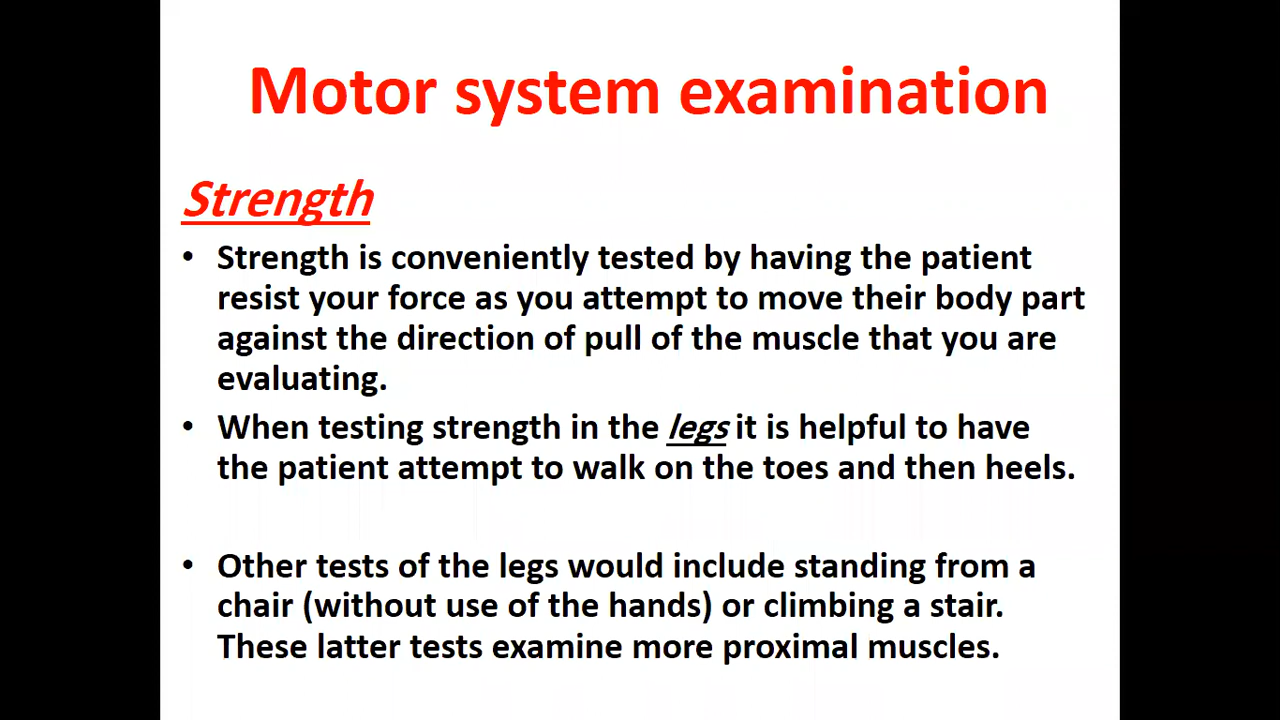 Motor system examination
Strength
• Strength is conveniently tested by having the patient
resist your force as you attempt to move their body part
against the direction of pull of the muscle that you are
evaluating.
• When testing strength in the legs it is helpful to have
the patient attempt to walk on the toes and then heels.
• Other tests of the legs would include standing from a
chair (without use of the hands) or climbing a stair.
These latter tests examine more proximal muscles.